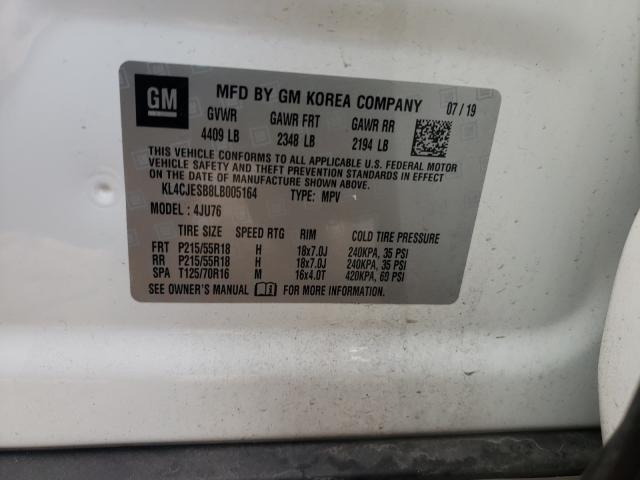 GM
MFD BY GM KOREA COMPANY 07/19
GVWR GAWR FRT GAWR RR
4409 LB 2348 LB 2194 LB
THIS VEHICLE CONFORMS TO ALL APPLICABLE U.S. FEDERAL MOTOR
VEHICLE SAFETY AND THEFT PREVENTION STANDARDS IN EFFECT
ON THE DATE OF MANUFACTURE SHOWN ABOVE.
KL4CJESB8LB005164 TYPE: MPV
MODEL : 4JU76
TIRE SIZE SPEED RTG RIM COLD TIRE PRESSURE
FRT P215/55R18 H 18x7.0J 240KPA, 35 PSI
RR P215/55R18 H 18x7.0J 240KPA, 35 PSI
SPA T125/70R16 M 16x4.0T 420KPA, 60 PSI
SEE OWNER'S MANUAL FOR MORE INFORMATION.